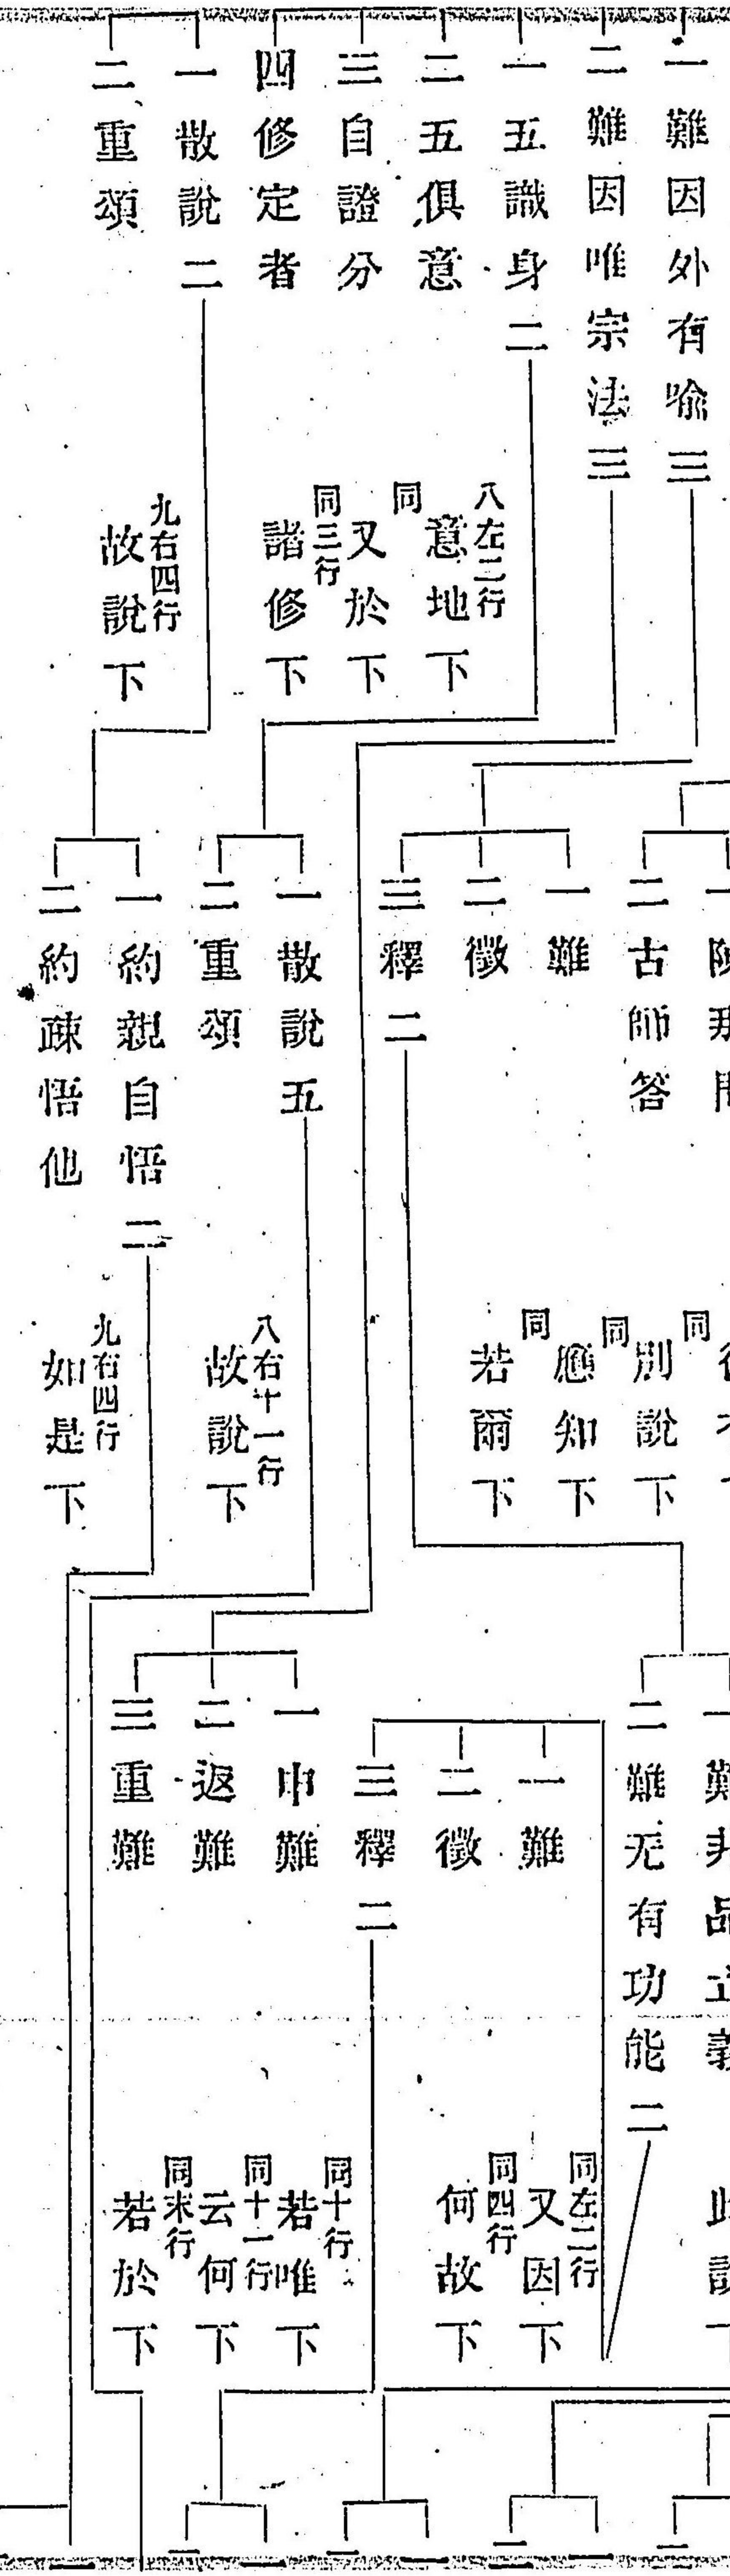 一難因外有喩三
二難因唯宗法三
一五識身二
二五俱意
三自證分
四修定者
一散說二
二重頌
八左二行
意地下
同
又於下
同三行
諸修下
九右四行
故說下
二古師答
一難
二徵
三釋二
一散說五
二重頌
一約親自悟二
二約疎悟他
同
別說下
同
應知下
同
若爾下
八右十一行
故說下
九右四行
如是下
二難无有功能二
一難
二徵
三釋二
一申難
二返難
三重難
同左二行
又因下
同四行
何故下
同十行
若唯下
同十一行
云何下
同末行
若於下